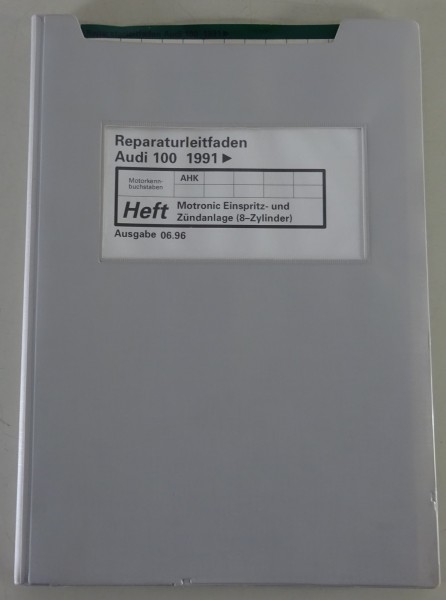 Reparaturleitfaden
Audi 100 1991 ►
Motorkenn-
buchstaben
AHK
Heft
Motronic Einspritz- und
Zündanlage (8-Zylinder)
Ausgabe 06.96